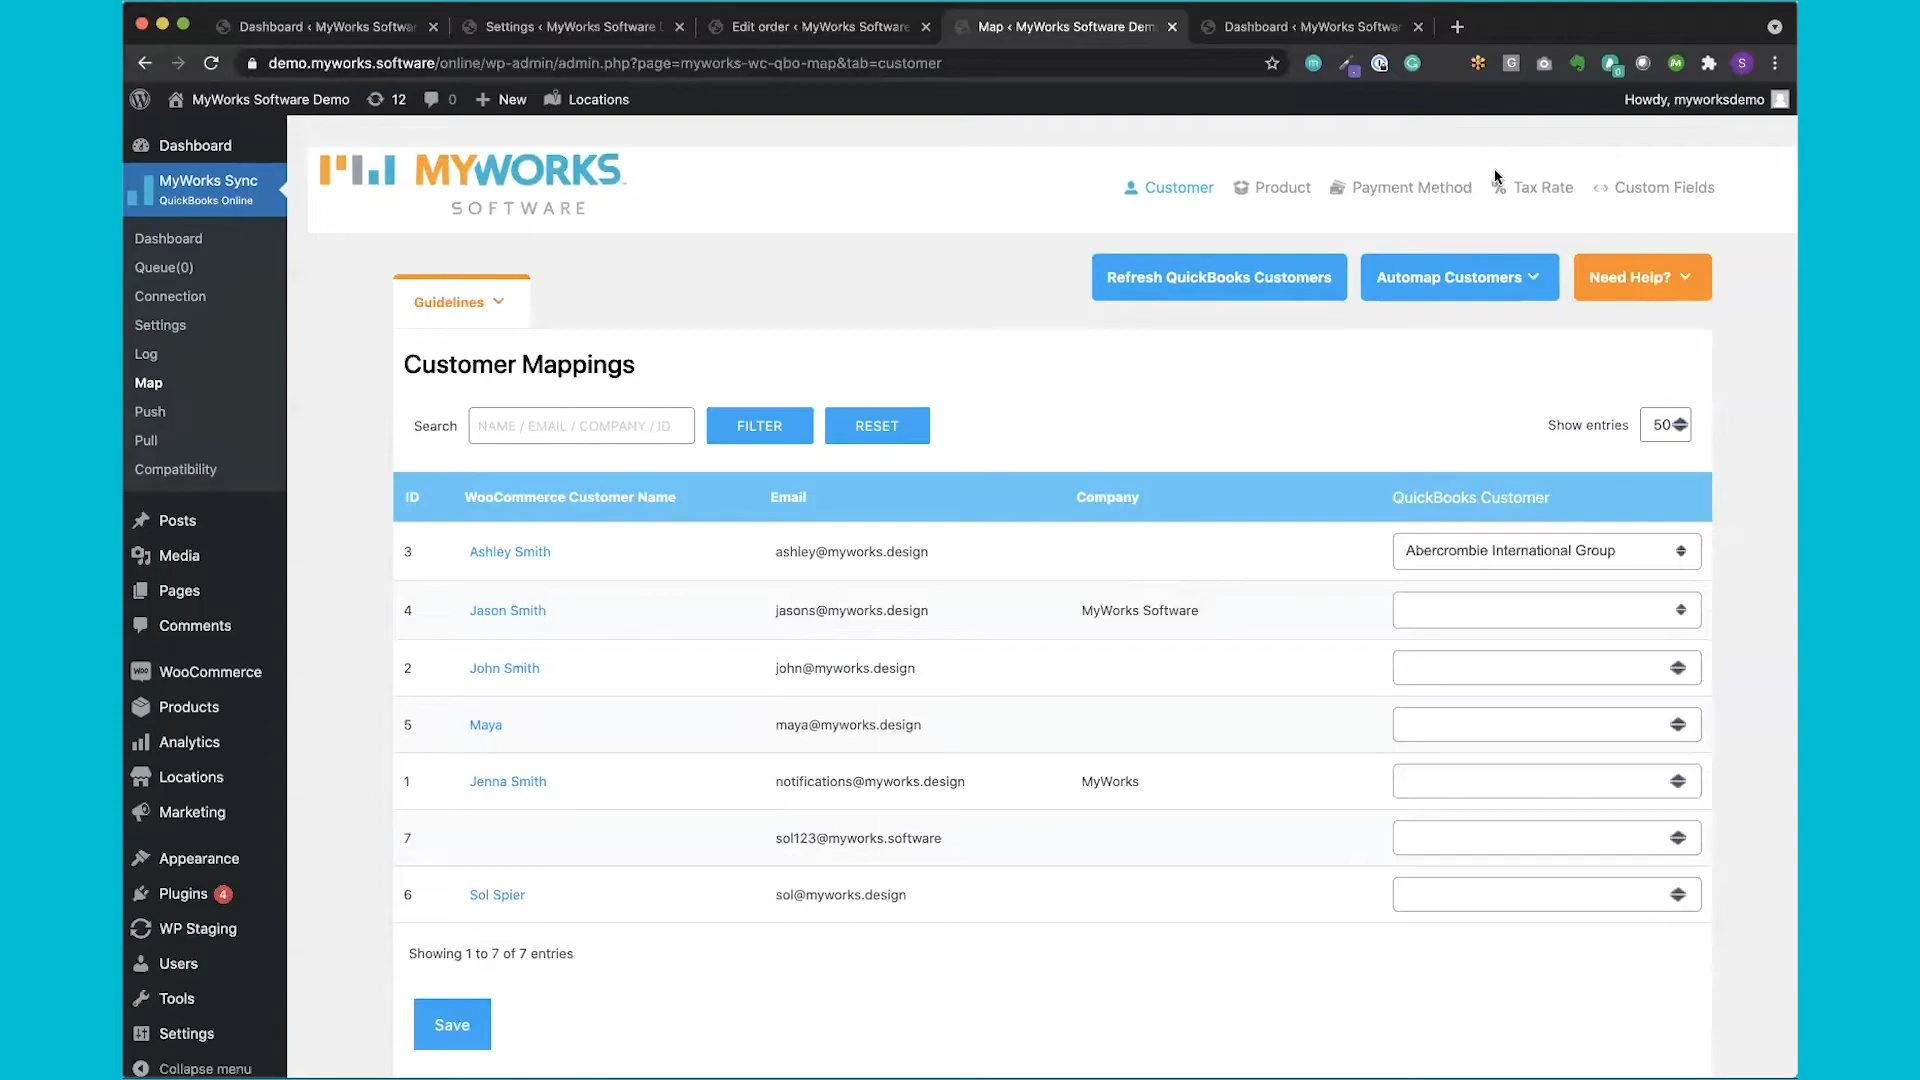 Dashboard ‹ MyWorks Softwa
Settings ‹ MyWorks Software D
Edit order ‹ MyWorks Software
Map ‹ MyWorks Software Dem
Dashboard ‹ MyWorks Softwar
demo.myworks.software/online/wp-admin/admin.php?page=myworks-wc-qbo-map&tab=customer
MyWorks Software Demo 12 0 New Locations Howdy, myworksdemo
Dashboard
MyWorks Sync
QuickBooks Online
Dashboard
Queue(0)
Connection
Settings
Log
Map
Push
Pull
Compatibility
Posts
Media
Pages
Comments
WooCommerce
Products
Analytics
Locations
Marketing
Appearance
Plugins 4
WP Staging
Users
Tools
Settings
Collapse menu
MYWORKS
SOFTWARE
Customer Product Payment Method Tax Rate Custom Fields
Refresh QuickBooks Customers Automap Customers Need Help?
Guidelines
Customer Mappings
Search NAME / EMAIL / COMPANY / ID FILTER RESET Show entries 50
ID WooCommerce Customer Name Email Company QuickBooks Customer
3 Ashley Smith ashley@myworks.design Abercrombie International Group
4 Jason Smith jasons@myworks.design MyWorks Software
2 John Smith john@myworks.design
5 Maya maya@myworks.design
1 Jenna Smith notifications@myworks.design MyWorks
7 sol123@myworks.software
6 Sol Spier sol@myworks.design
Showing 1 to 7 of 7 entries
Save